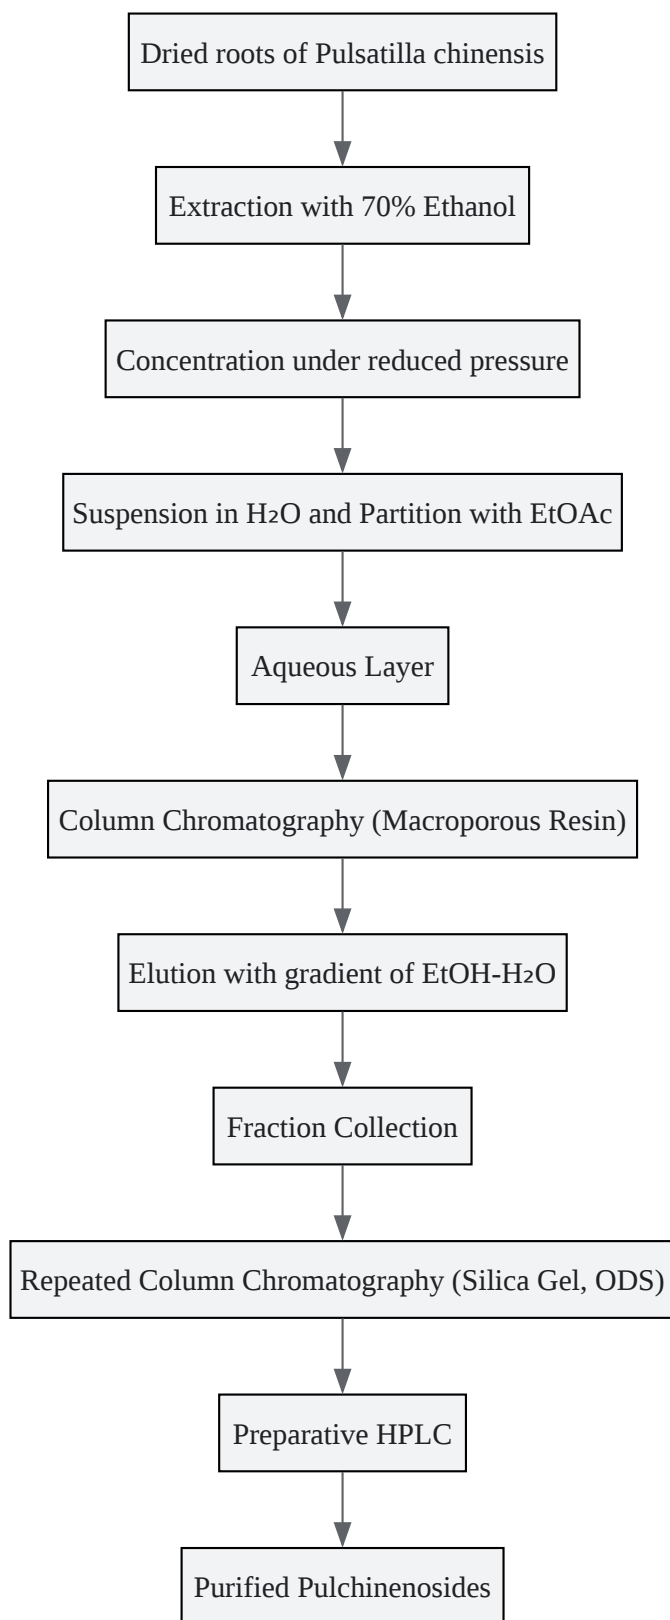 Dried roots of Pulsatilla chinensis
Extraction with 70% Ethanol
Concentration under reduced pressure
Suspension in H₂O and Partition with EtOAc
Aqueous Layer
Column Chromatography (Macroporous Resin)
Elution with gradient of EtOH-H₂O
Fraction Collection
Repeated Column Chromatography (Silica Gel, ODS)
Preparative HPLC
Purified Pulchinenosides